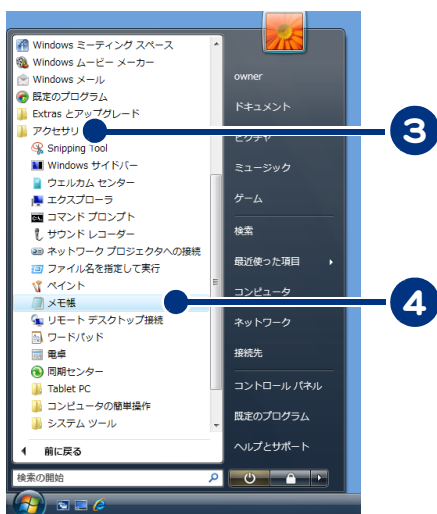 Windows ミーティング スペース
Windows ムービー メーカー
Windows メール
既定のプログラム
Extras とアップグレード
アクセサリ
Snipping Tool
Windows サイドバー
ウェルカム センター
エクスプローラ
コマンド プロンプト
サウンド レコーダー
ネットワーク プロジェクタへの接続
ファイル名を指定して実行
ペイント
メモ帳
リモート デスクトップ接続
ワードパッド
電卓
同期センター
Tablet PC
コンピュータの簡単操作
システム ツール
前に戻る
検索の開始
owner
ドキュメント
ピクチャ
ミュージック
ゲーム
検索
最近使った項目
コンピュータ
ネットワーク
接続先
コントロール パネル
既定のプログラム
ヘルプとサポート
3
4